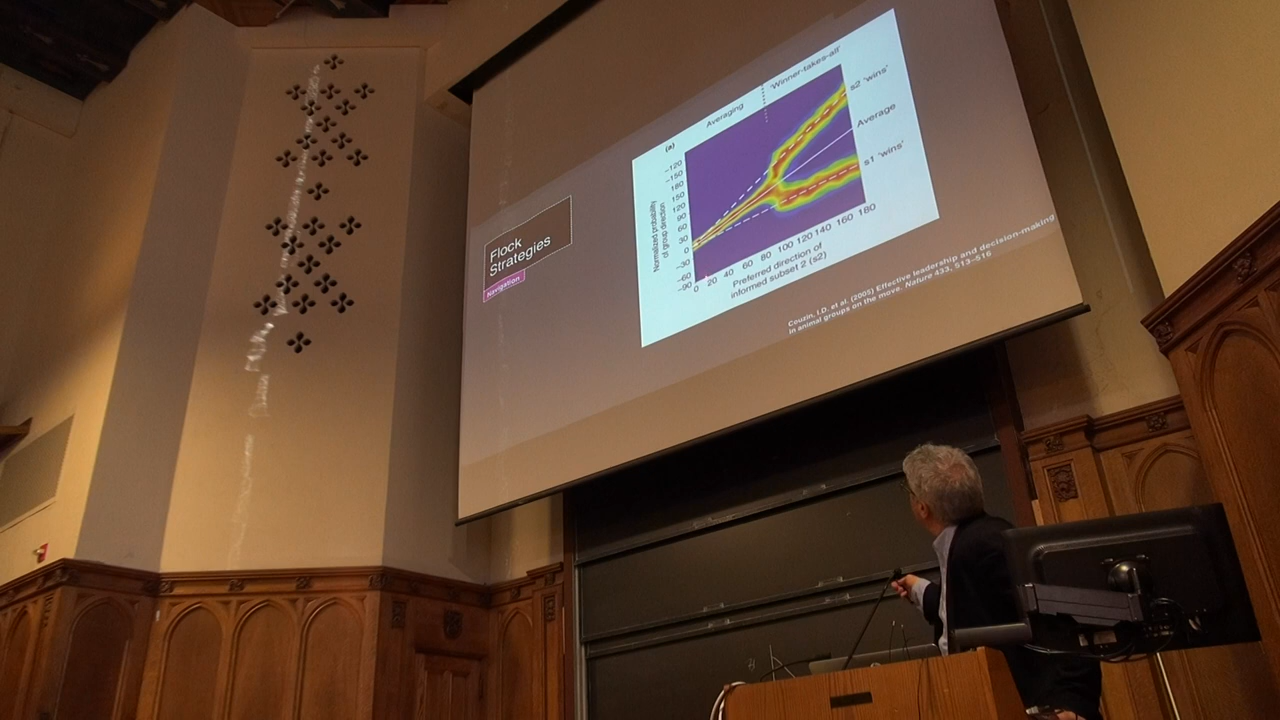 Flock
Strategies
Navigation
(a)
Averaging
'Winner-takes-all'
s2 'wins'
Average
s1 'wins'
Normalized probability
of group direction
-120
-150
180
150
120
90
60
30
0
-30
-60
-90
0 20 40 60 80 100 120 140 160 180
Preferred direction of
informed subset 2 (s2)
Couzin, I.D. et al. (2005) Effective leadership and decision-making
in animal groups on the move. Nature 433, 513–516